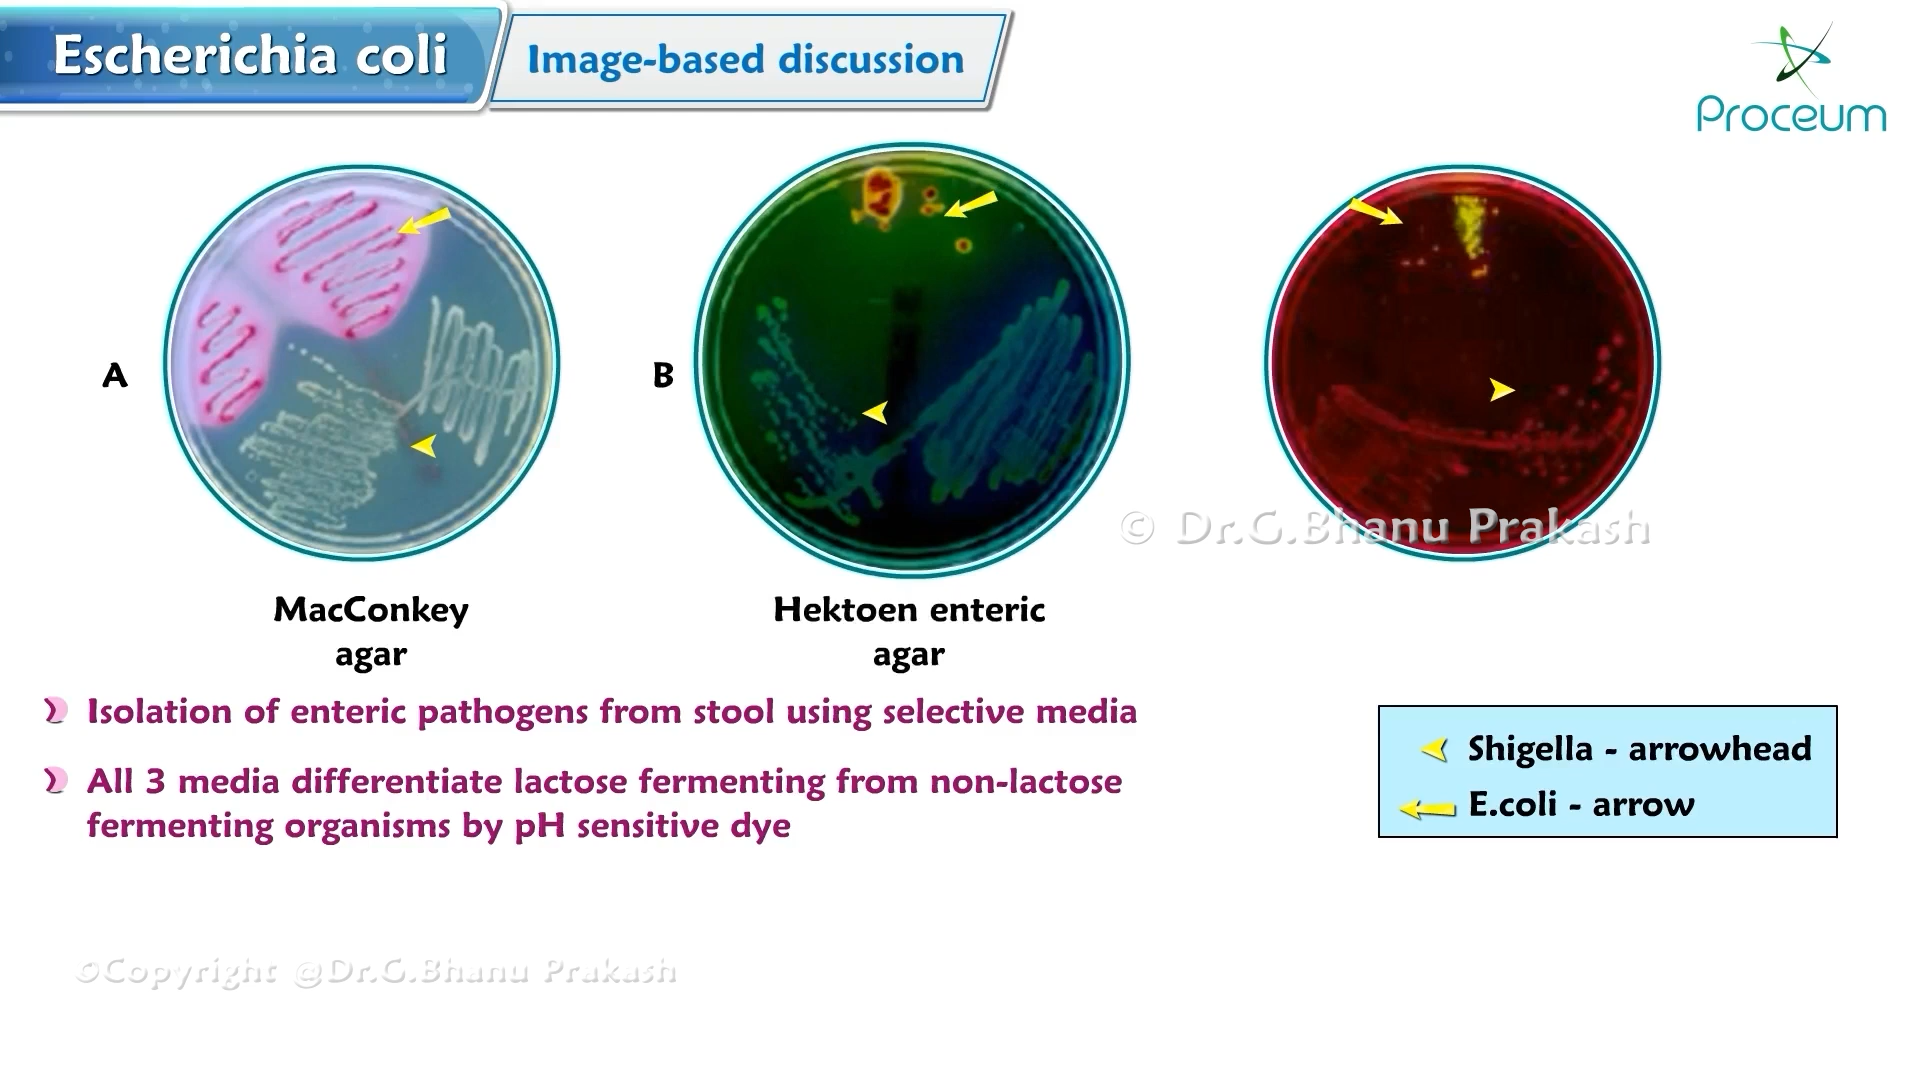 Escherichia coli
Image-based discussion
Proceum
A
B
© Dr.G.Bhanu Prakash
MacConkey
agar
Hektoen enteric
agar
Isolation of enteric pathogens from stool using selective media
All 3 media differentiate lactose fermenting from non-lactose
fermenting organisms by pH sensitive dye
Shigella - arrowhead
E.coli - arrow
©Copyright @Dr.G.Bhanu Prakash